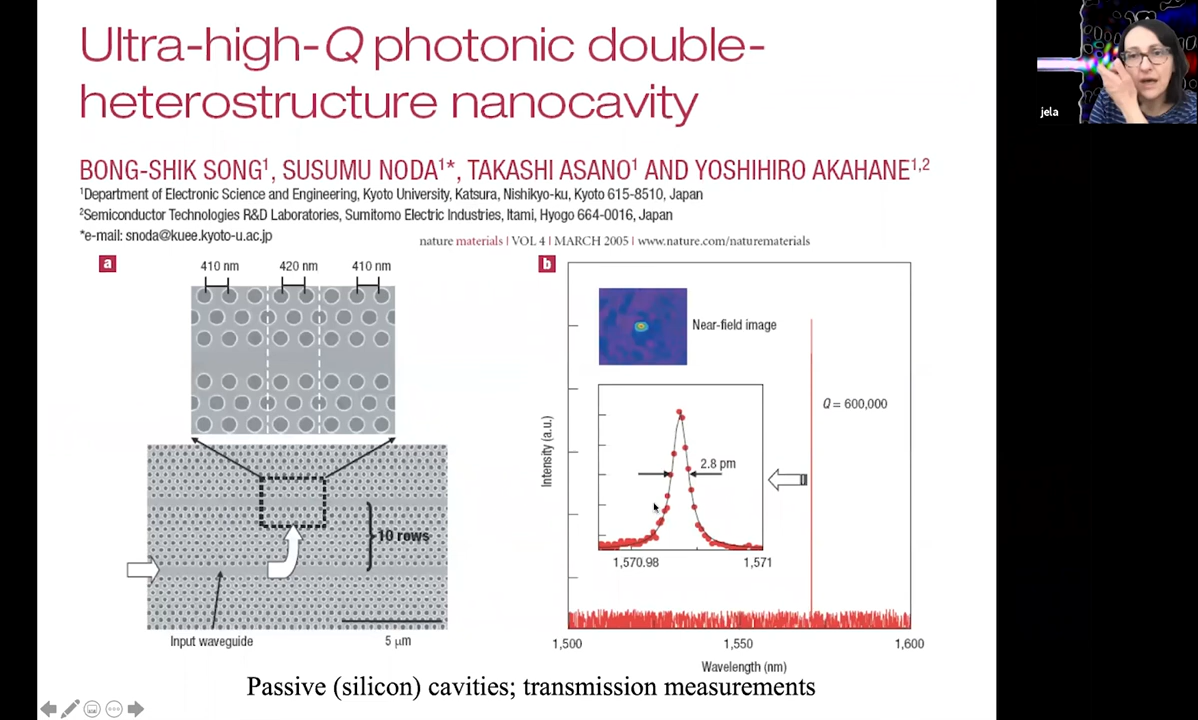 Ultra-high-Q photonic double-
heterostructure nanocavity
BONG-SHIK SONG¹, SUSUMU NODA¹*, TAKASHI ASANO¹ AND YOSHIHIRO AKAHANE¹,²
¹Department of Electronic Science and Engineering, Kyoto University, Katsura, Nishikyo-ku, Kyoto 615-8510, Japan
²Semiconductor Technologies R&D Laboratories, Sumitomo Electric Industries, Itami, Hyogo 664-0016, Japan
*e-mail: snoda@kuee.kyoto-u.ac.jp
nature materials | VOL 4 | MARCH 2005 | www.nature.com/naturematerials
a
410 nm 420 nm 410 nm
10 rows
Input waveguide
5 μm
b
Near-field image
Q = 600,000
2.8 pm
1,570.98 1,571
Intensity (a.u.)
1,500 1,550 1,600
Wavelength (nm)
Passive (silicon) cavities; transmission measurements
jela